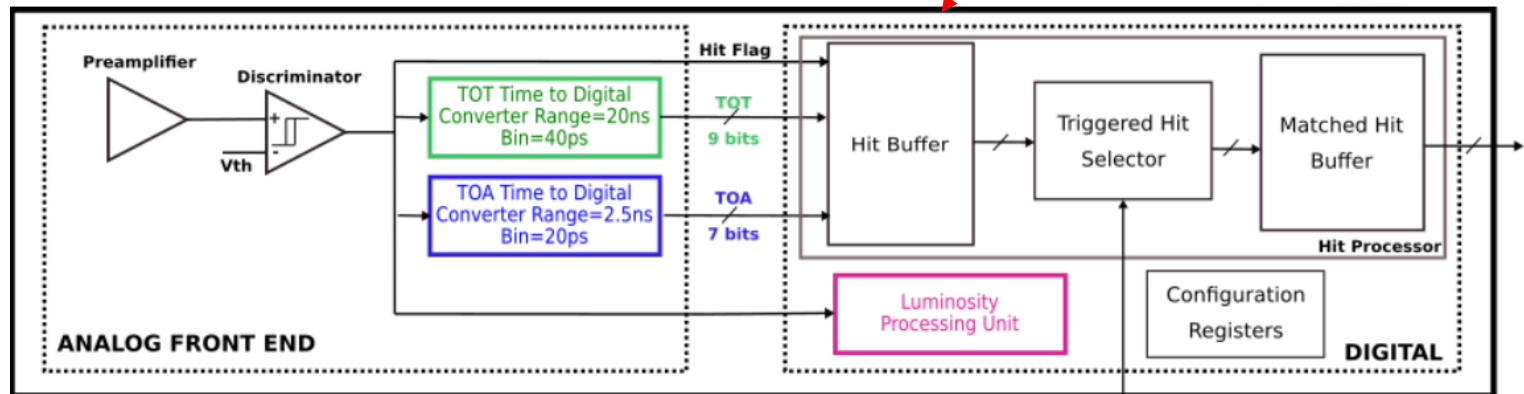 Preamplifier
Discriminator
+
-
Vth
TOT Time to Digital
Converter Range=20ns
Bin=40ps
TOA Time to Digital
Converter Range=2.5ns
Bin=20ps
ANALOG FRONT END
Hit Flag
TOT
9 bits
TOA
7 bits
Hit Buffer
Triggered Hit
Selector
Matched Hit
Buffer
Hit Processor
Luminosity
Processing Unit
Configuration
Registers
DIGITAL